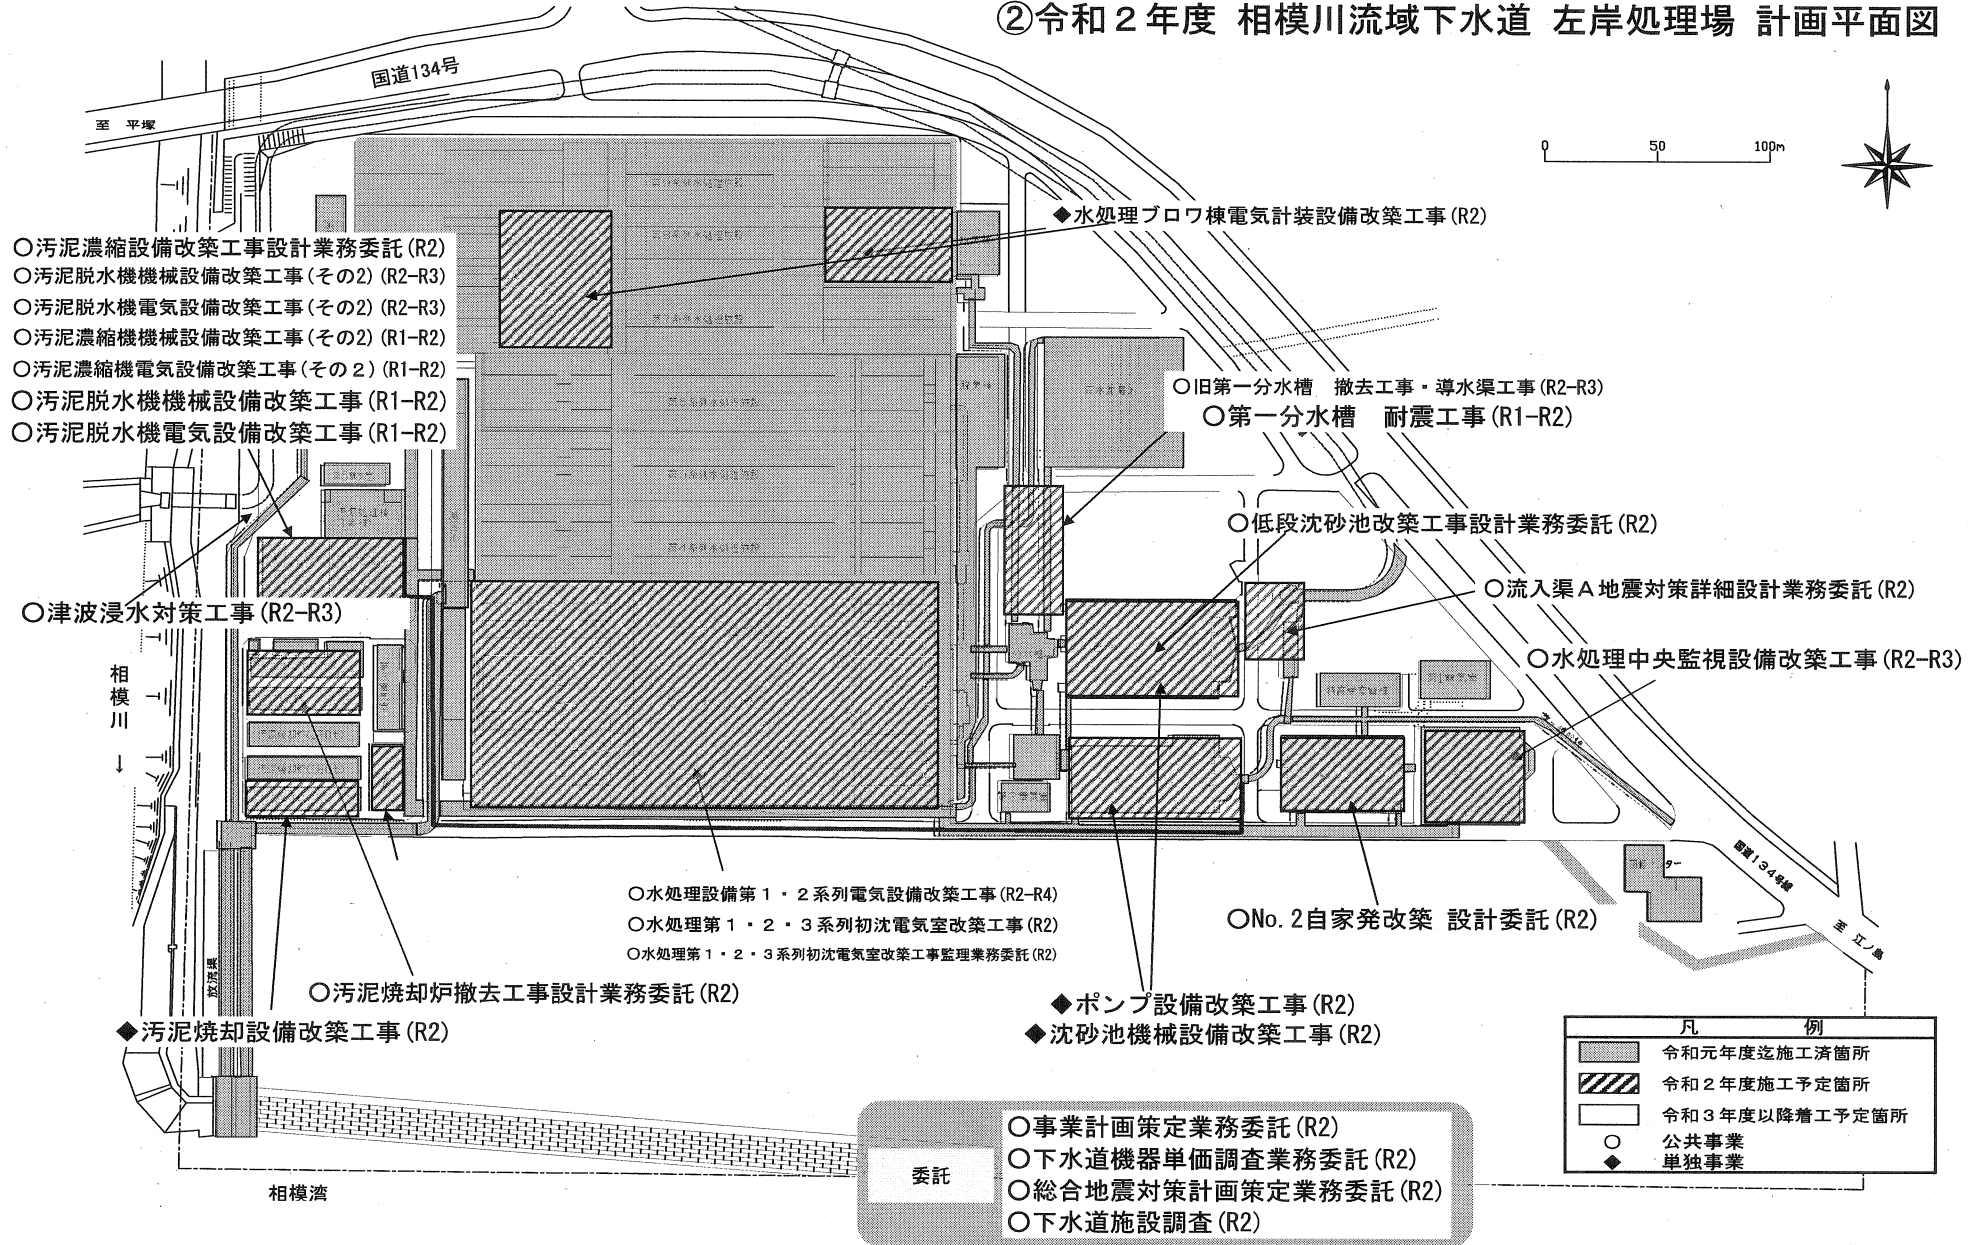 ②令和２年度 相模川流域下水道 左岸処理場 計画平面図
国道134号
至 平塚
0 50 100m
◆水処理ブロワ棟電気計装設備改築工事(R2)
○汚泥濃縮設備改築工事設計業務委託(R2)
○汚泥脱水機機械設備改築工事(その2)(R2-R3)
○汚泥脱水機電気設備改築工事(その2)(R2-R3)
○汚泥濃縮機機械設備改築工事(その2)(R1-R2)
○汚泥濃縮機電気設備改築工事(その２)(R1-R2)
○汚泥脱水機機械設備改築工事(R1-R2)
○汚泥脱水機電気設備改築工事(R1-R2)
○旧第一分水槽　撤去工事・導水渠工事(R2-R3)
○第一分水槽　耐震工事(R1-R2)
○低段沈砂池改築工事設計業務委託(R2)
○流入渠Ａ地震対策詳細設計業務委託(R2)
○津波浸水対策工事(R2-R3)
○水処理中央監視設備改築工事(R2-R3)
相模川
↓
国道134号線
至 江ノ島
○水処理設備第１・２系列電気設備改築工事(R2-R4)
○水処理第１・２・３系列初沈電気室改築工事(R2)
○水処理第１・２・３系列初沈電気室改築工事監理業務委託(R2)
○No.2自家発改築 設計委託(R2)
放流渠
○汚泥焼却炉撤去工事設計業務委託(R2)
◆汚泥焼却設備改築工事(R2)
◆ポンプ設備改築工事(R2)
◆沈砂池機械設備改築工事(R2)
凡　例
令和元年度迄施工済箇所
令和２年度施工予定箇所
令和３年度以降着工予定箇所
○ 公共事業
◆ 単独事業
委託
○事業計画策定業務委託(R2)
○下水道機器単価調査業務委託(R2)
○総合地震対策計画策定業務委託(R2)
○下水道施設調査(R2)
相模湾